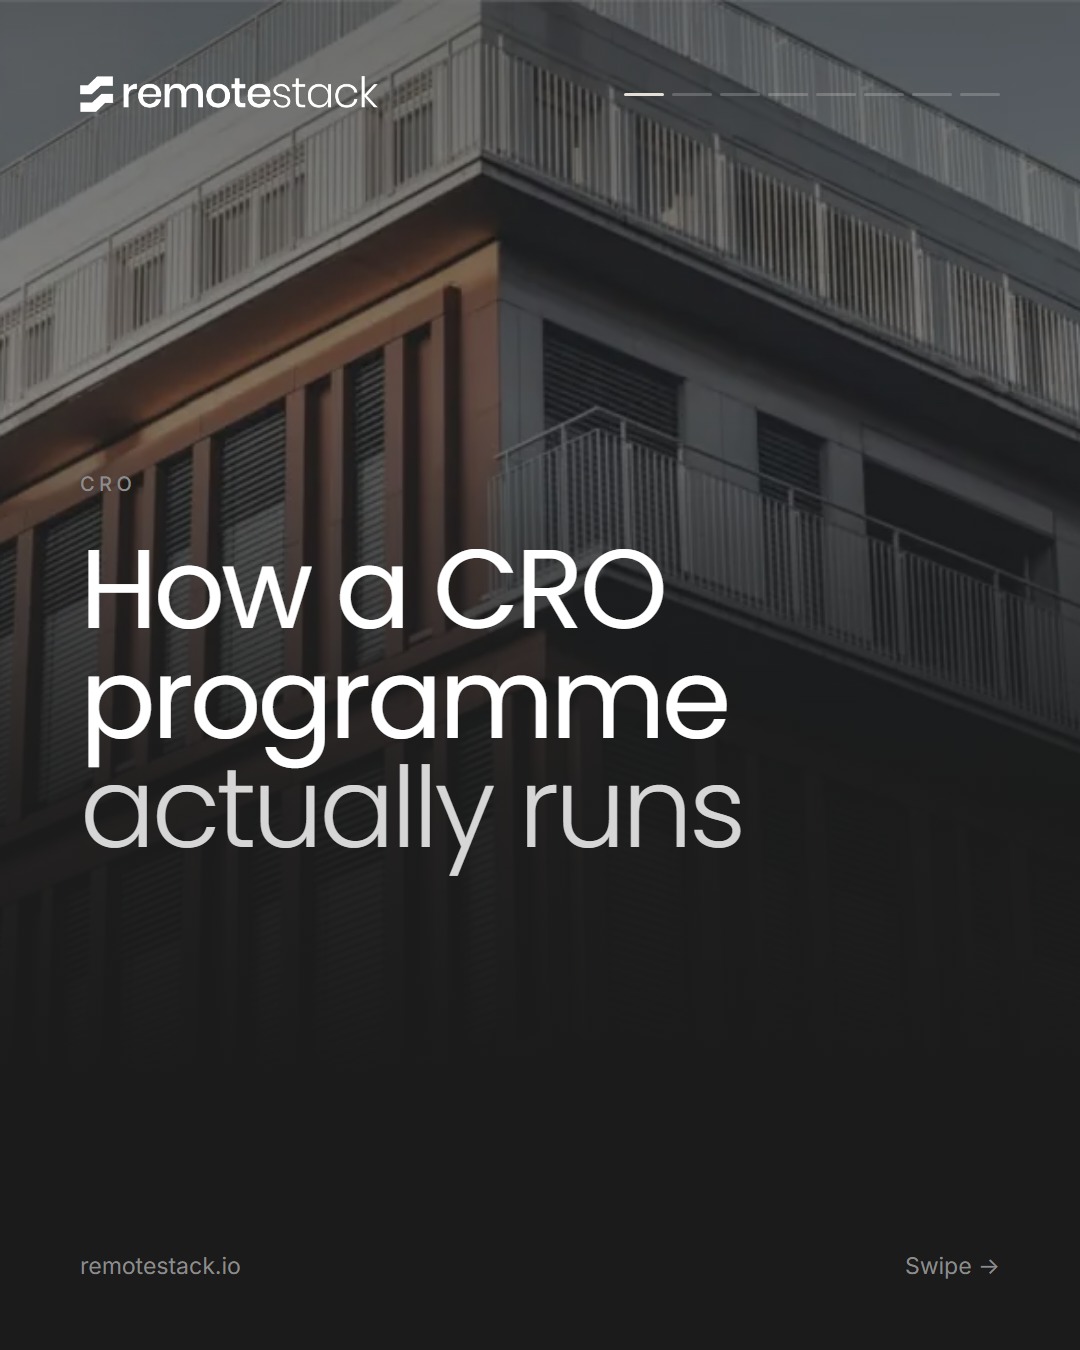 remotestack
CRO
How a CRO
programme
actually runs
remotestack.io
Swipe →